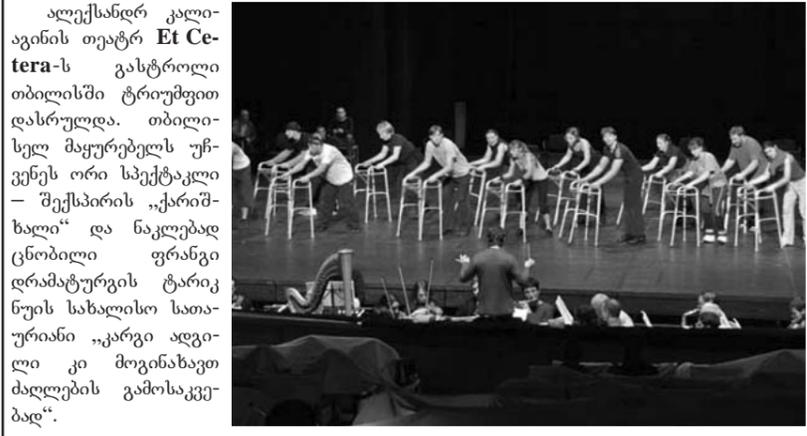 ალექსანდრ კალი-
აგინის თეატრ Et Ce-
tera-ს გასტროლი
თბილისში ტრიუმფით
დასრულდა. თბილი-
სელ მაყურებელს უჩ-
ვენეს ორი სპექტაკლი
– შექსპირის „ქარიშ-
ხალი“ და ნაკლებად
ცნობილი ფრანგი
დრამატურგის ტარიკ
ნუის სახალისო სათა-
ურიანი „კარგი ადგი-
ლი კი მოგინახავთ
ძაღლების გამოსაკვე-
ბად“.